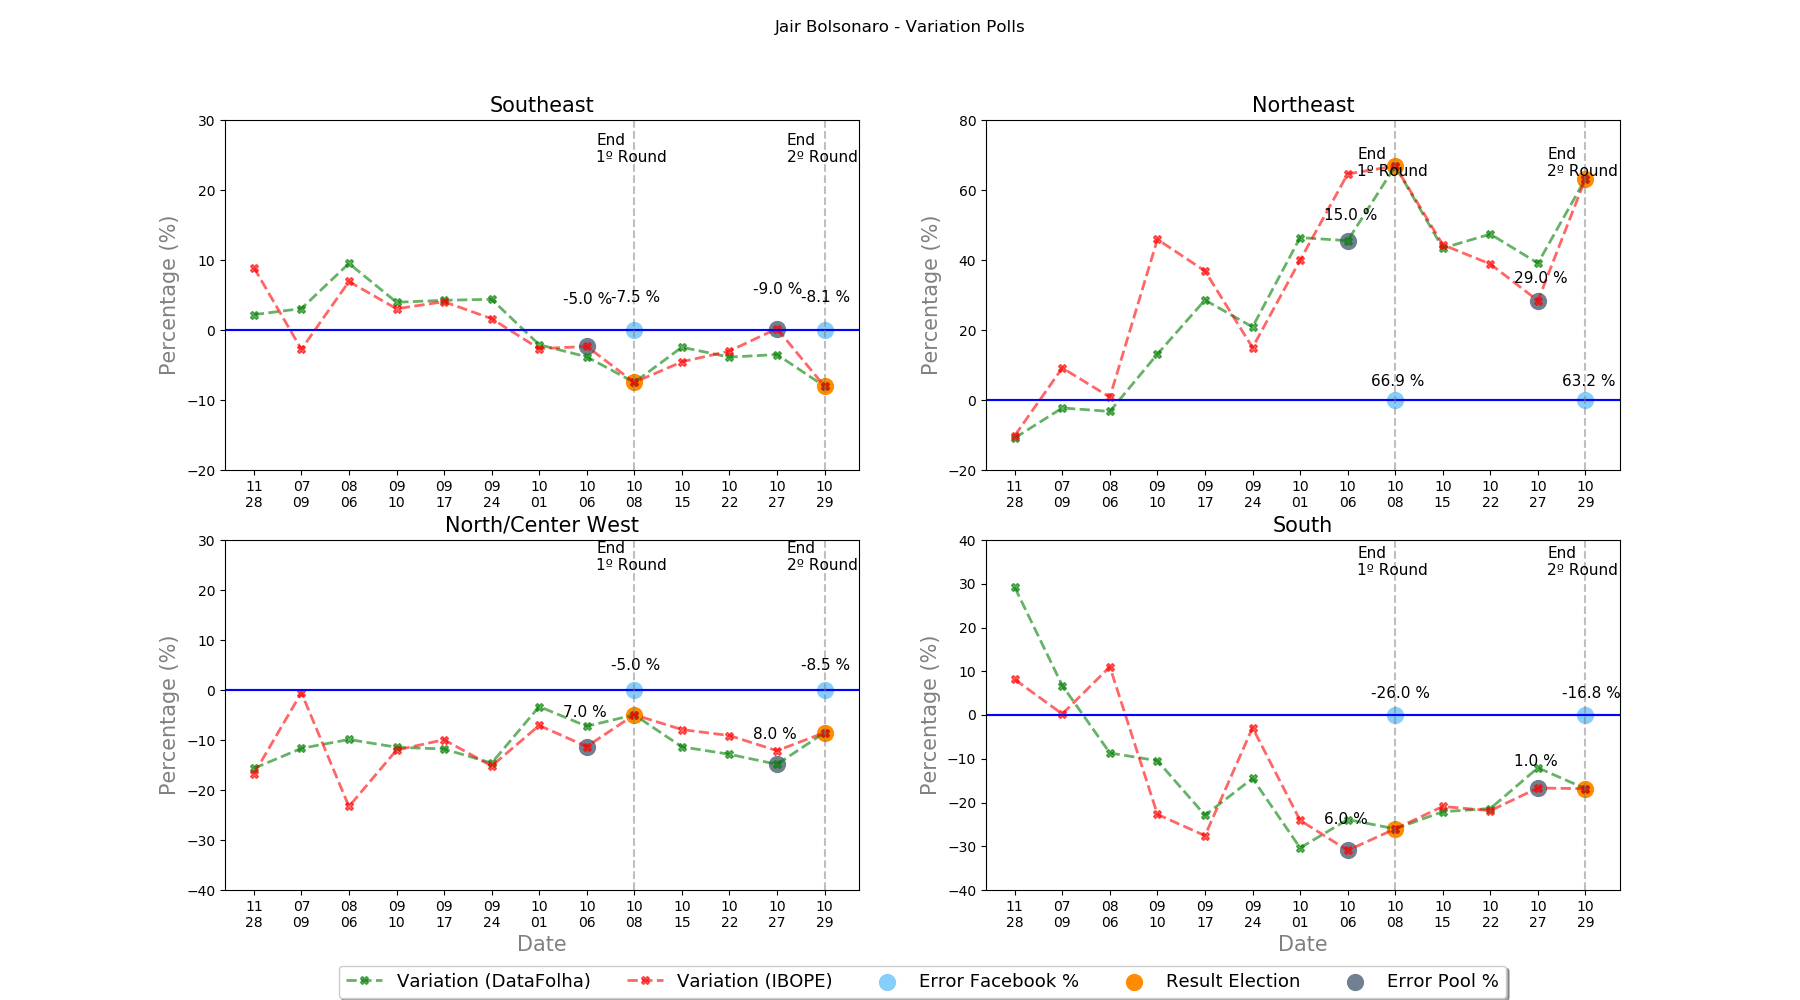 Jair Bolsonaro - Variation Polls
Southeast
Percentage (%)
30
20
10
0
−10
−20
End
1º Round
End
2º Round
-5.0 %
-7.5 %
-9.0 %
-8.1 %
11 07 08 09 09 09 10 10 10 10 10 10 10
28 09 06 10 17 24 01 06 08 15 22 27 29
Northeast
Percentage (%)
80
60
40
20
0
−20
End
1º Round
End
2º Round
15.0 %
29.0 %
66.9 %
63.2 %
11 07 08 09 09 09 10 10 10 10 10 10 10
28 09 06 10 17 24 01 06 08 15 22 27 29
North/Center West
Percentage (%)
30
20
10
0
−10
−20
−30
−40
End
1º Round
End
2º Round
-5.0 %
-8.5 %
7.0 %
8.0 %
11 07 08 09 09 09 10 10 10 10 10 10 10
28 09 06 10 17 24 01 06 08 15 22 27 29
Date
South
Percentage (%)
40
30
20
10
0
−10
−20
−30
−40
End
1º Round
End
2º Round
-26.0 %
-16.8 %
1.0 %
6.0 %
11 07 08 09 09 09 10 10 10 10 10 10 10
28 09 06 10 17 24 01 06 08 15 22 27 29
Date
Variation (DataFolha) Variation (IBOPE) Error Facebook % Result Election Error Pool %